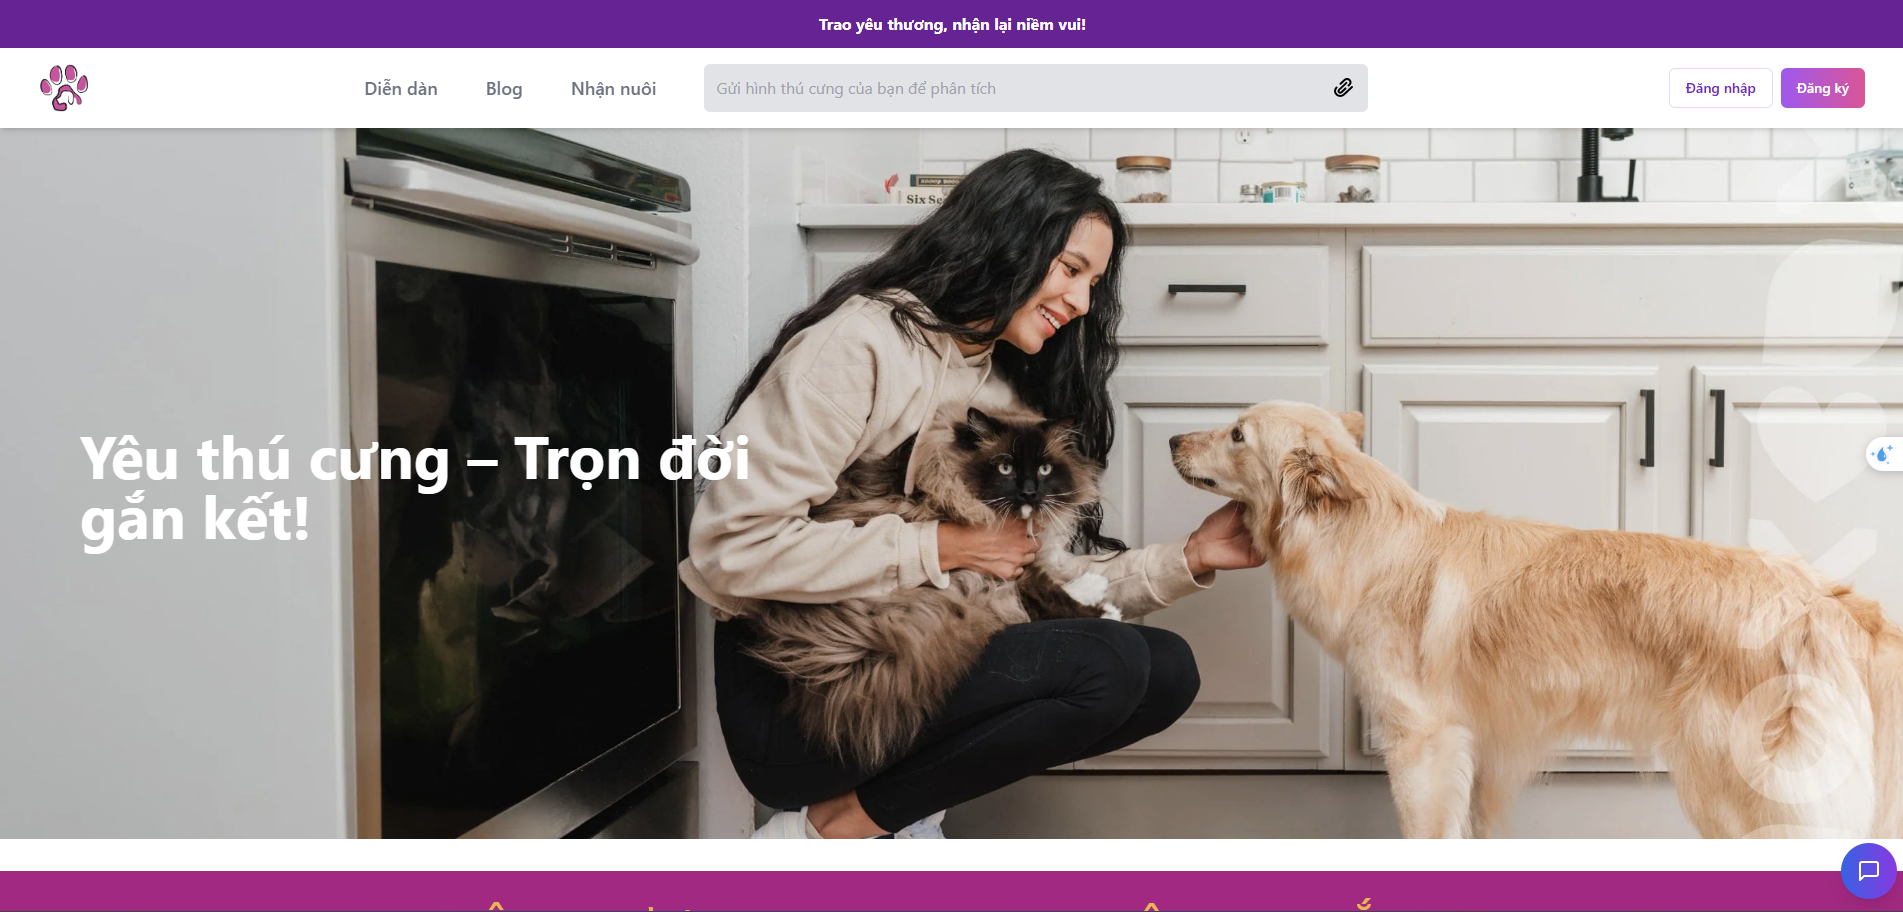 Trao yêu thương, nhận lại niềm vui!
Diễn dàn
Blog
Nhận nuôi
Gửi hình thú cưng của bạn để phân tích
Đăng nhập
Đăng ký
Six Se
Yêu thú cưng – Trọn đời
gắn kết!